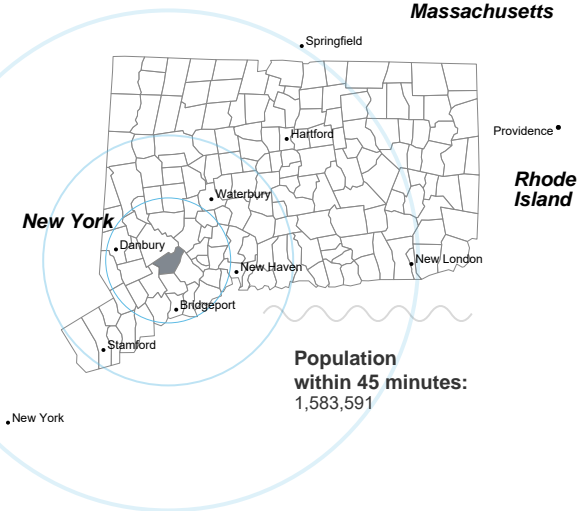 Massachusetts
Springfield
Hartford
Providence
Rhode
Island
Waterbury
New York
Danbury
New Haven
New London
Bridgeport
Stamford
Population
within 45 minutes:
1,583,591
New York